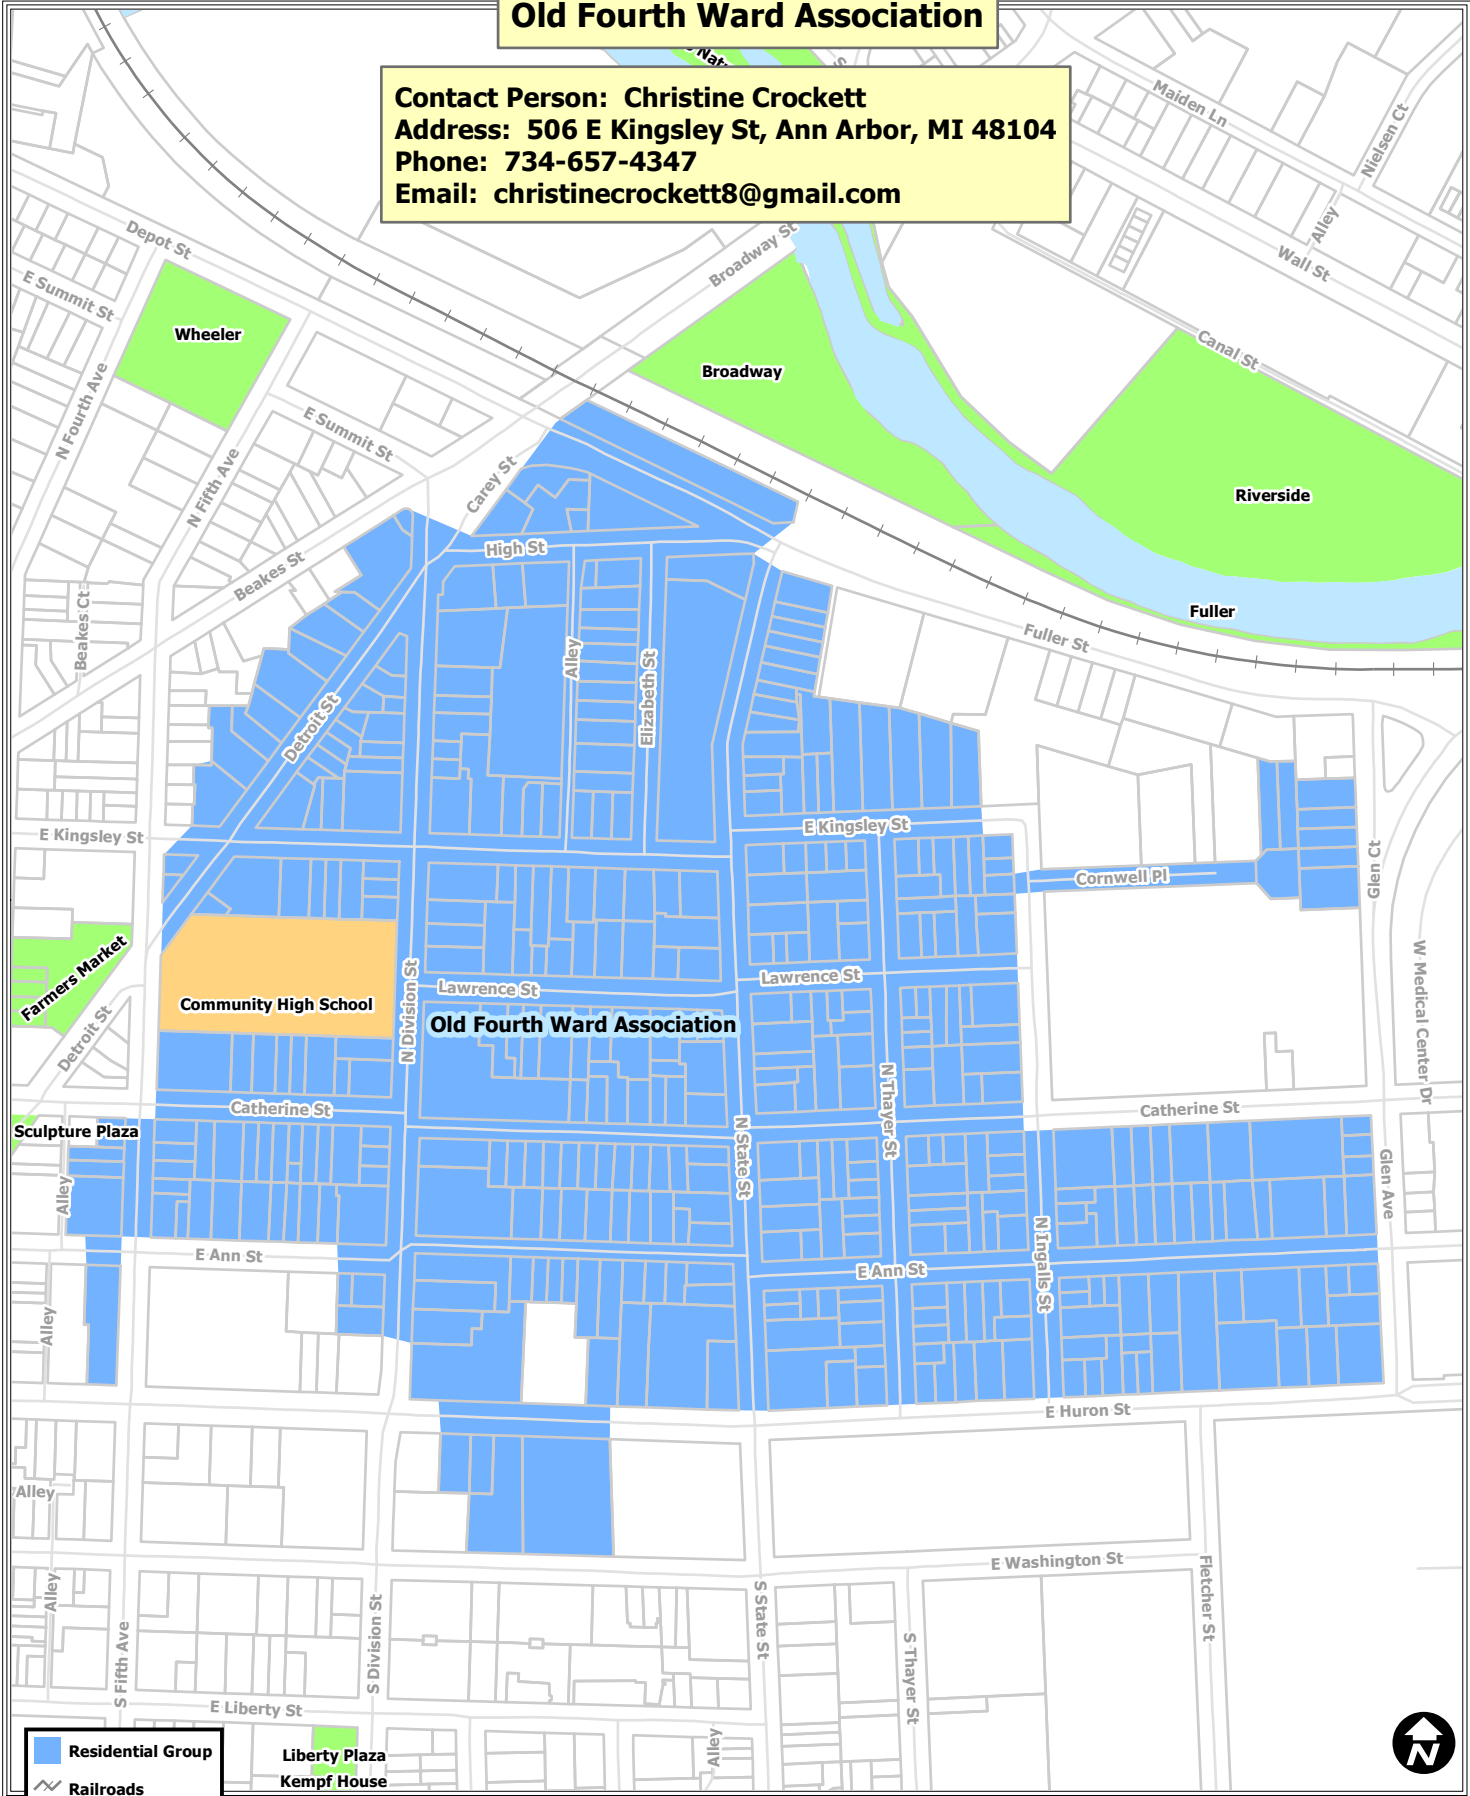 Old Fourth Ward Association
Contact Person: Christine Crockett
Address: 506 E Kingsley St, Ann Arbor, MI 48104
Phone: 734-657-4347
Email: christinecrockett8@gmail.com
Maiden Ln
Nielsen Ct
Alley
Wall St
Canal St
Depot St
E Summit St
Broadway St
Wheeler
Broadway
Riverside
N Fourth Ave
N Fifth Ave
E Summit St
Carey St
High St
Beakes St
Beakes Ct
Alley
Elizabeth St
Detroit St
Fuller
Fuller St
E Kingsley St
E Kingsley St
Cornwell Pl
Glen Ct
Farmers Market
Detroit St
Community High School
N Division St
Lawrence St
Lawrence St
Old Fourth Ward Association
W Medical Center Dr
Catherine St
Catherine St
N Thayer St
N State St
Sculpture Plaza
Alley
Glen Ave
N Ingalls St
E Ann St
E Ann St
Alley
E Huron St
Alley
E Washington St
Alley
S Fifth Ave
S Division St
S State St
S Thayer St
Fletcher St
E Liberty St
Alley
Liberty Plaza
Kempf House
Residential Group
Railroads
N